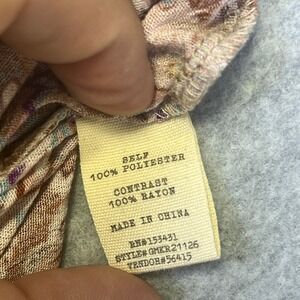 SELF
100% POLYESTER
CONTRAST
100% RAYON
MADE IN CHINA
RN#153431
STYLE#GMKR21126
VENDOR#56415